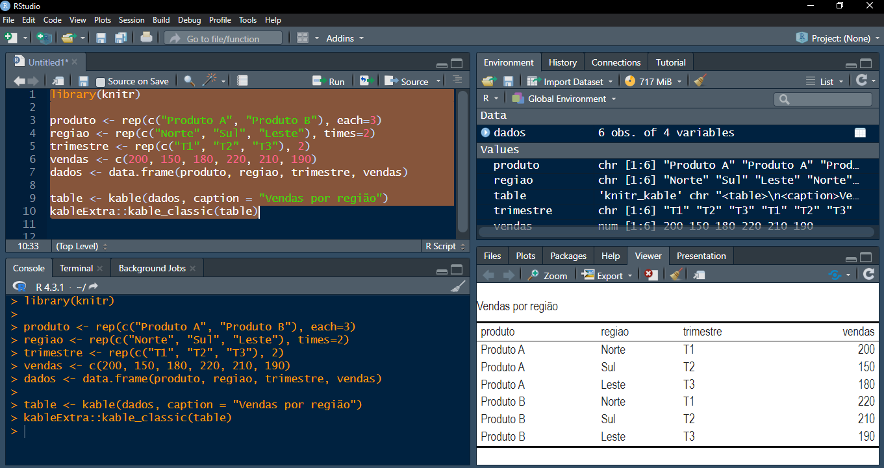 RStudio
File Edit Code View Plots Session Build Debug Profile Tools Help
Go to file/function Addins Project: (None)
Untitled1*
Source on Save Run Source
1 library(knitr)
2
3 produto <- rep(c("Produto A", "Produto B"), each=3)
4 regiao <- rep(c("Norte", "Sul", "Leste"), times=2)
5 trimestre <- rep(c("T1", "T2", "T3"), 2)
6 vendas <- c(200, 150, 180, 220, 210, 190)
7 dados <- data.frame(produto, regiao, trimestre, vendas)
8
9 table <- kable(dados, caption = "Vendas por região")
10 kableExtra::kable_classic(table)
11
12
10:33 (Top Level) R Script
Console Terminal Background Jobs
R 4.3.1 · ~/
> library(knitr)
>
> produto <- rep(c("Produto A", "Produto B"), each=3)
> regiao <- rep(c("Norte", "Sul", "Leste"), times=2)
> trimestre <- rep(c("T1", "T2", "T3"), 2)
> vendas <- c(200, 150, 180, 220, 210, 190)
> dados <- data.frame(produto, regiao, trimestre, vendas)
>
> table <- kable(dados, caption = "Vendas por região")
> kableExtra::kable_classic(table)
>
Environment History Connections Tutorial
Import Dataset 717 MiB List
R Global Environment
Data
dados 6 obs. of 4 variables
Values
produto chr [1:6] "Produto A" "Produto A" "Prod…
regiao chr [1:6] "Norte" "Sul" "Leste" "Norte"…
table 'knitr_kable' chr "<table>\n<caption>Ve…
trimestre chr [1:6] "T1" "T2" "T3" "T1" "T2" "T3"
vendas num [1:6] 200 150 180 220 210 190
Files Plots Packages Help Viewer Presentation
Zoom Export
Vendas por região
produto regiao trimestre vendas
Produto A Norte T1 200
Produto A Sul T2 150
Produto A Leste T3 180
Produto B Norte T1 220
Produto B Sul T2 210
Produto B Leste T3 190